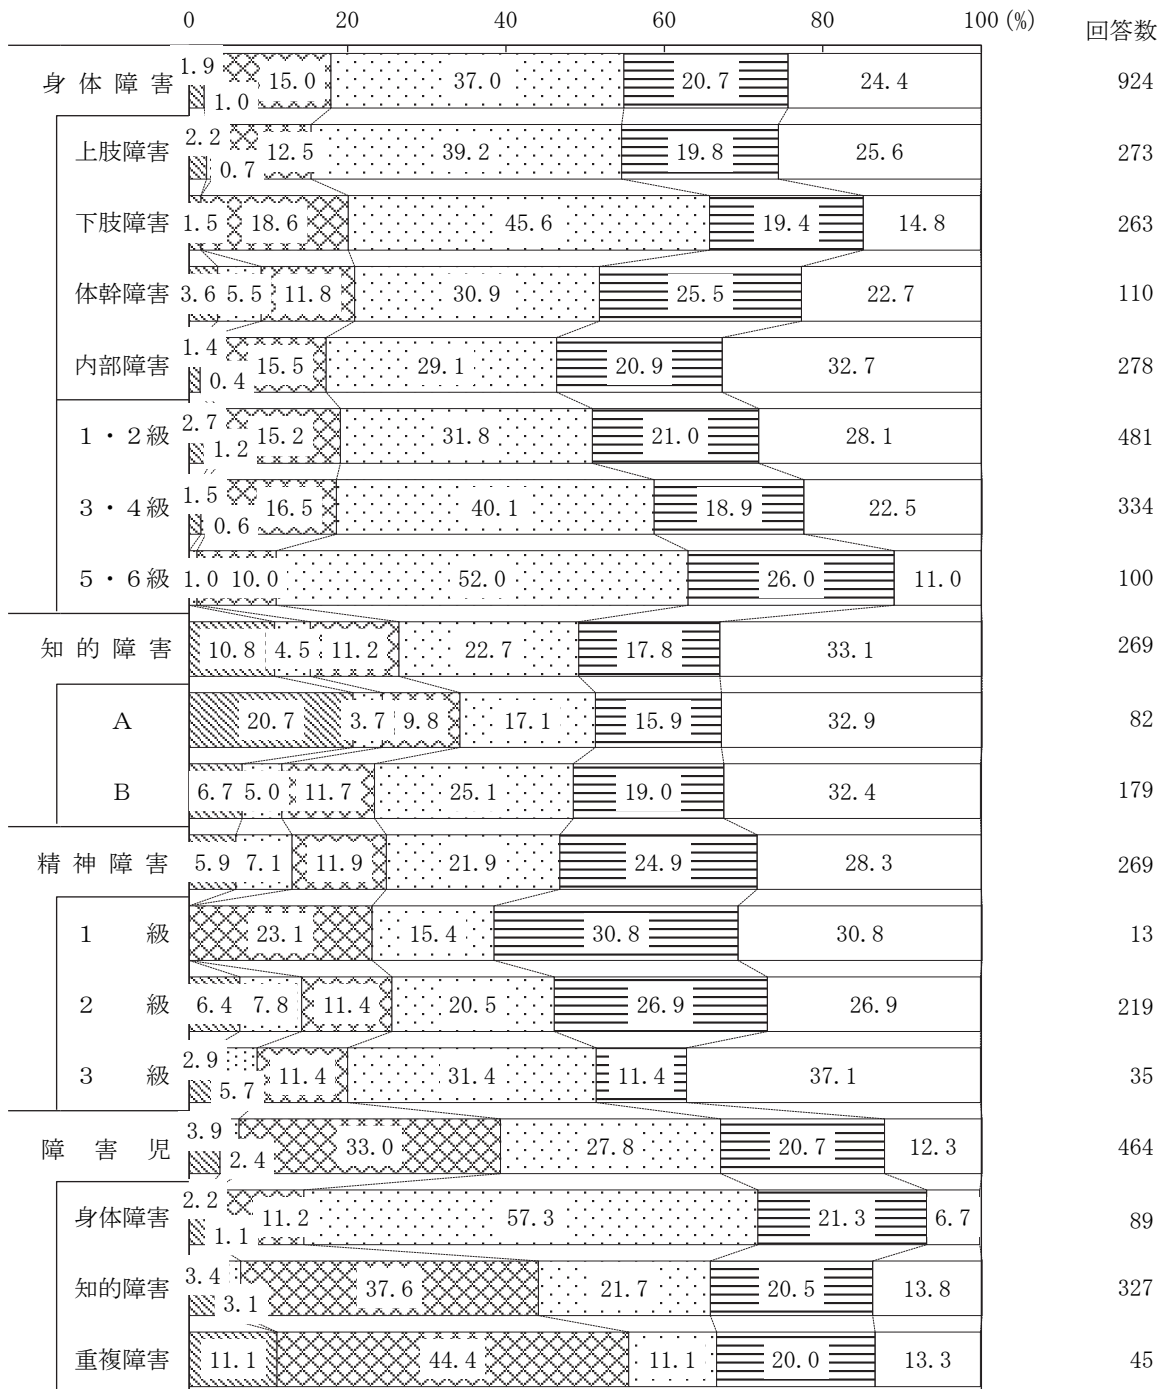 0 20 40 60 80 100 (%) 回答数
身体障害 1.9 1.0 15.0 37.0 20.7 24.4 924
上肢障害 2.2 0.7 12.5 39.2 19.8 25.6 273
下肢障害 1.5 18.6 45.6 19.4 14.8 263
体幹障害 3.6 5.5 11.8 30.9 25.5 22.7 110
内部障害 1.4 0.4 15.5 29.1 20.9 32.7 278
1・2級 2.7 1.2 15.2 31.8 21.0 28.1 481
3・4級 1.5 0.6 16.5 40.1 18.9 22.5 334
5・6級 1.0 10.0 52.0 26.0 11.0 100
知的障害 10.8 4.5 11.2 22.7 17.8 33.1 269
A 20.7 3.7 9.8 17.1 15.9 32.9 82
B 6.7 5.0 11.7 25.1 19.0 32.4 179
精神障害 5.9 7.1 11.9 21.9 24.9 28.3 269
1級 23.1 15.4 30.8 30.8 13
2級 6.4 7.8 11.4 20.5 26.9 26.9 219
3級 2.9 5.7 11.4 31.4 11.4 37.1 35
障害児 3.9 2.4 33.0 27.8 20.7 12.3 464
身体障害 2.2 1.1 11.2 57.3 21.3 6.7 89
知的障害 3.4 3.1 37.6 21.7 20.5 13.8 327
重複障害 11.1 44.4 11.1 20.0 13.3 45